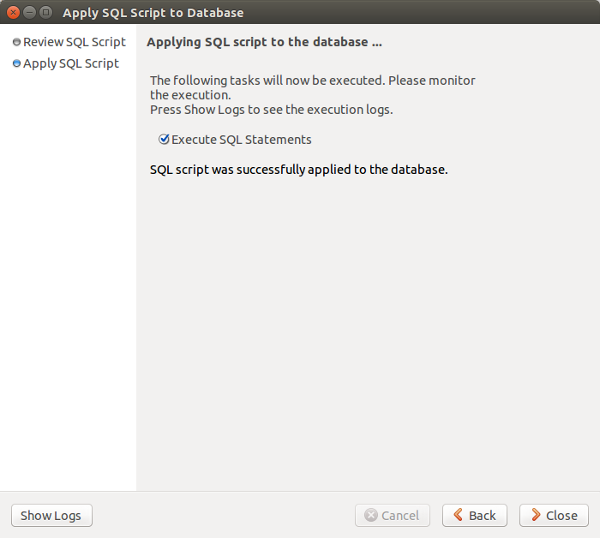 Apply SQL Script to Database
Review SQL Script
Apply SQL Script
Applying SQL script to the database ...
The following tasks will now be executed. Please monitor
the execution.
Press Show Logs to see the execution logs.
Execute SQL Statements
SQL script was successfully applied to the database.
Show Logs
Cancel
Back
Close